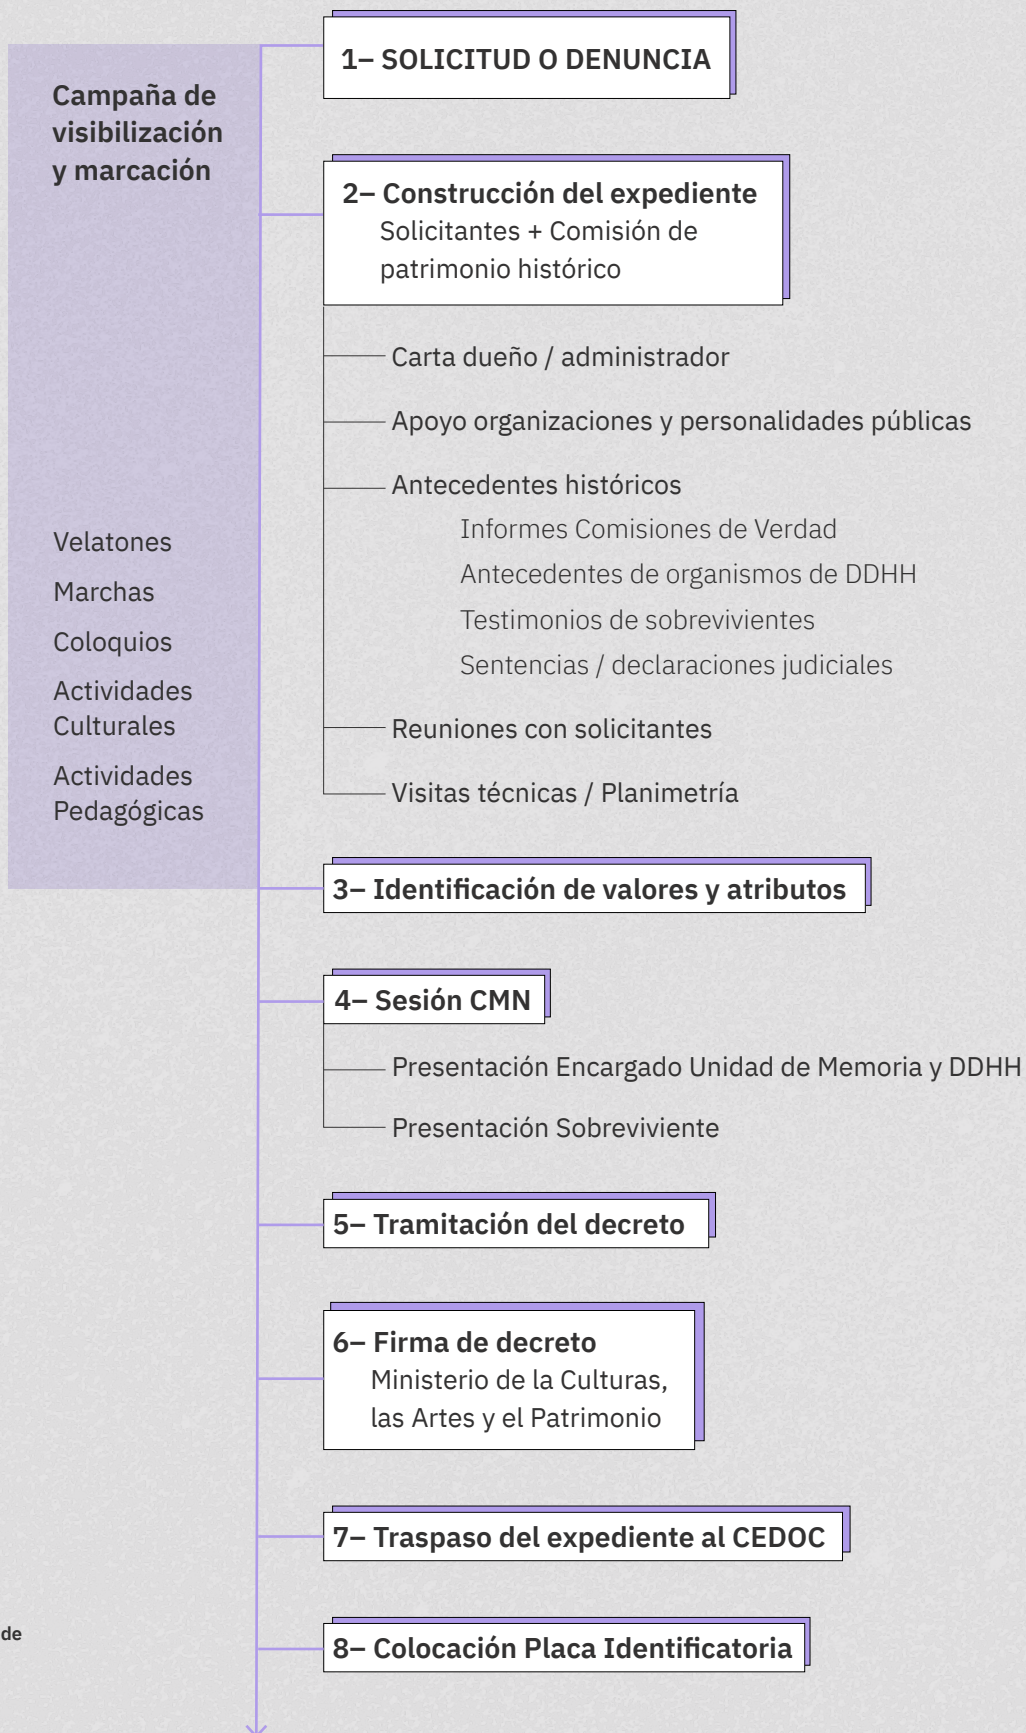 Campaña de
visibilización
y marcación
Velatones
Marchas
Coloquios
Actividades
Culturales
Actividades
Pedagógicas
1– SOLICITUD O DENUNCIA
2– Construcción del expediente
Solicitantes + Comisión de
patrimonio histórico
Carta dueño / administrador
Apoyo organizaciones y personalidades públicas
Antecedentes históricos
Informes Comisiones de Verdad
Antecedentes de organismos de DDHH
Testimonios de sobrevivientes
Sentencias / declaraciones judiciales
Reuniones con solicitantes
Visitas técnicas / Planimetría
3– Identificación de valores y atributos
4– Sesión CMN
Presentación Encargado Unidad de Memoria y DDHH
Presentación Sobreviviente
5– Tramitación del decreto
6– Firma de decreto
Ministerio de la Culturas,
las Artes y el Patrimonio
7– Traspaso del expediente al CEDOC
8– Colocación Placa Identificatoria
de